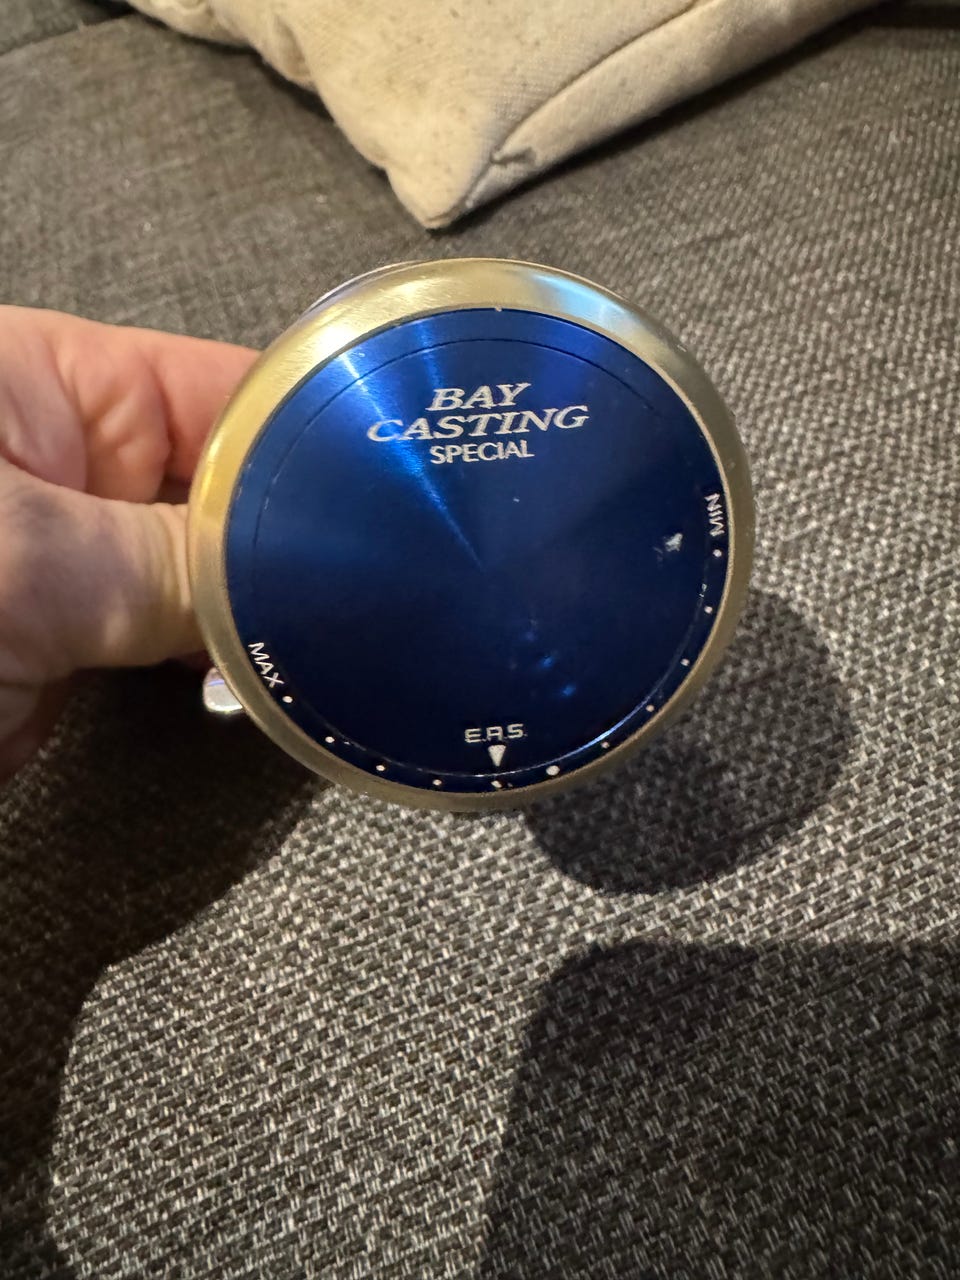 BAY
CASTING
SPECIAL
MIN
MAX
E.R.S.